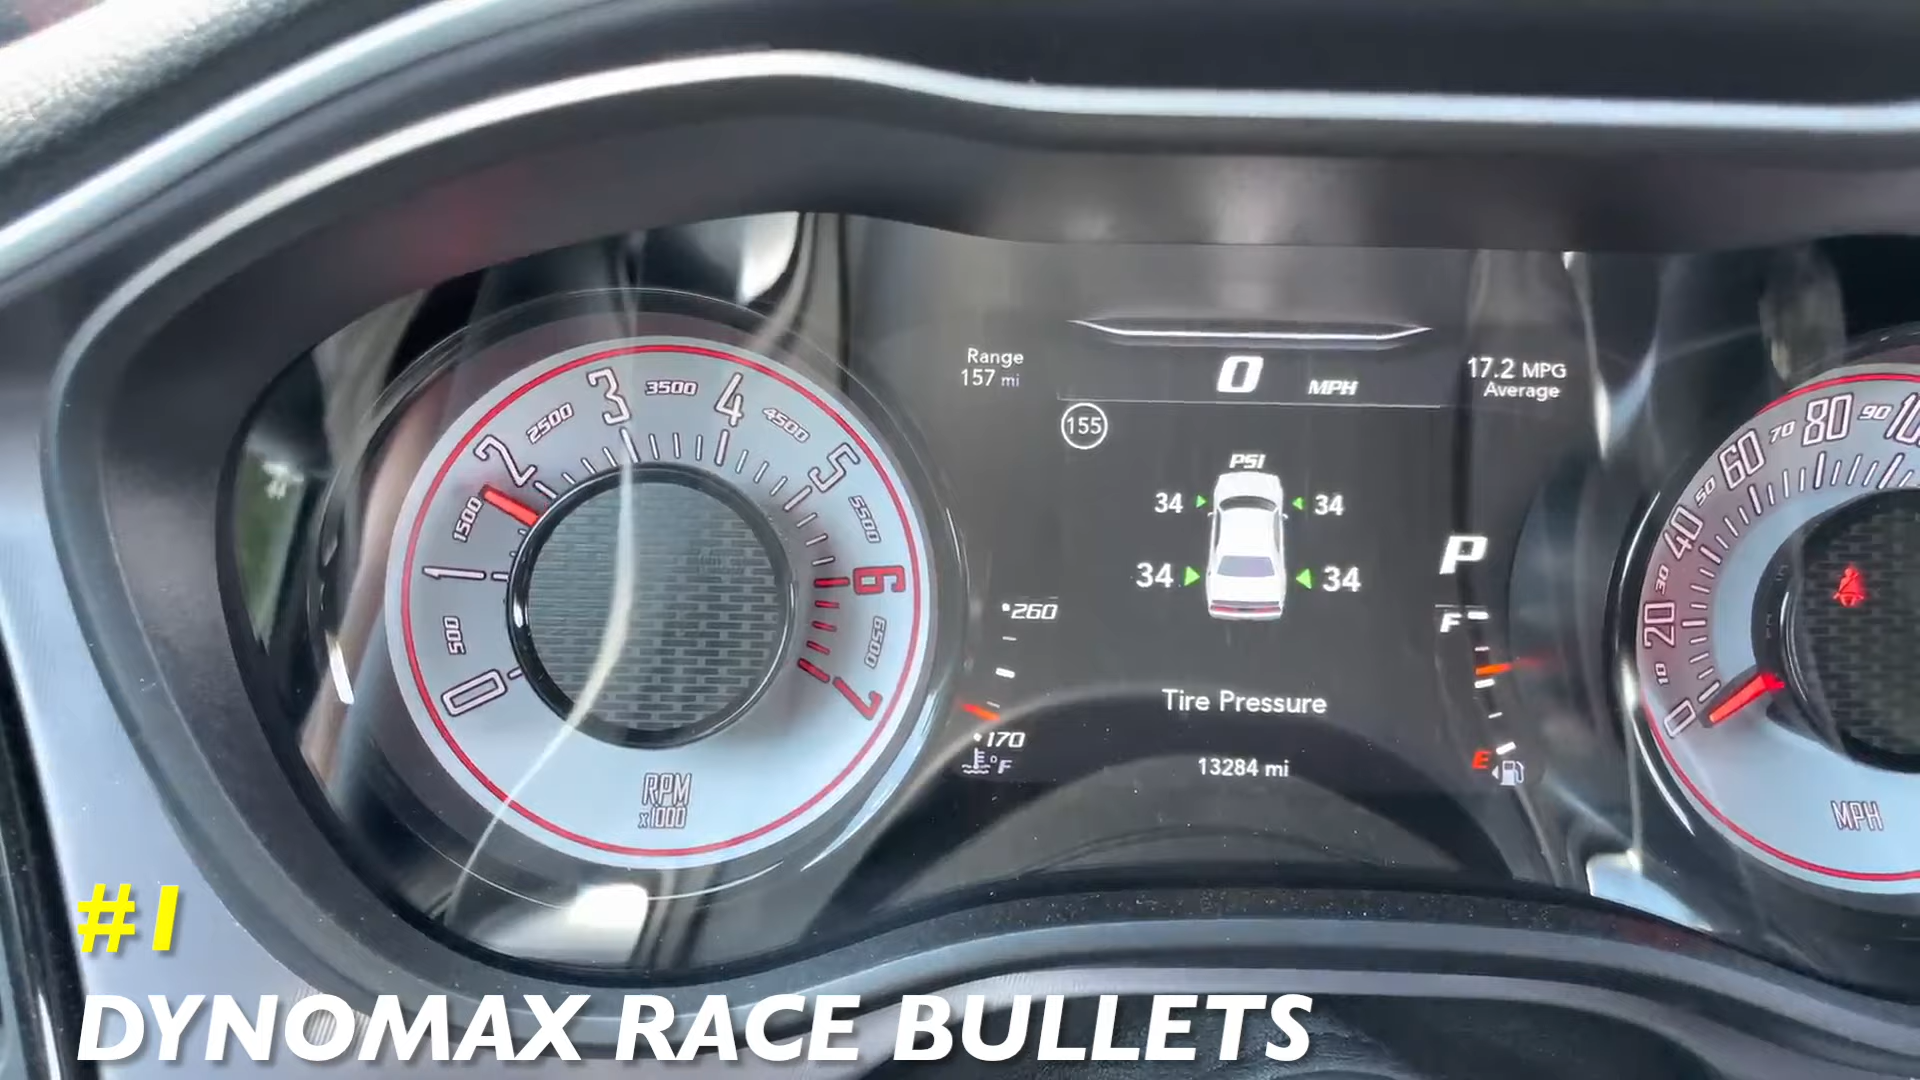 0
500
1
1500
2
2500
3
3500
4
4500
5
5500
6
6500
7
RPM
x1000
Range
157 mi
0 MPH
17.2 MPG
Average
155
PSI
34 34
34 34
P
260
170
°F
F
E
Tire Pressure
13284 mi
0
10
20
30
40
50
60
70
80
90
MPH
#1
DYNOMAX RACE BULLETS